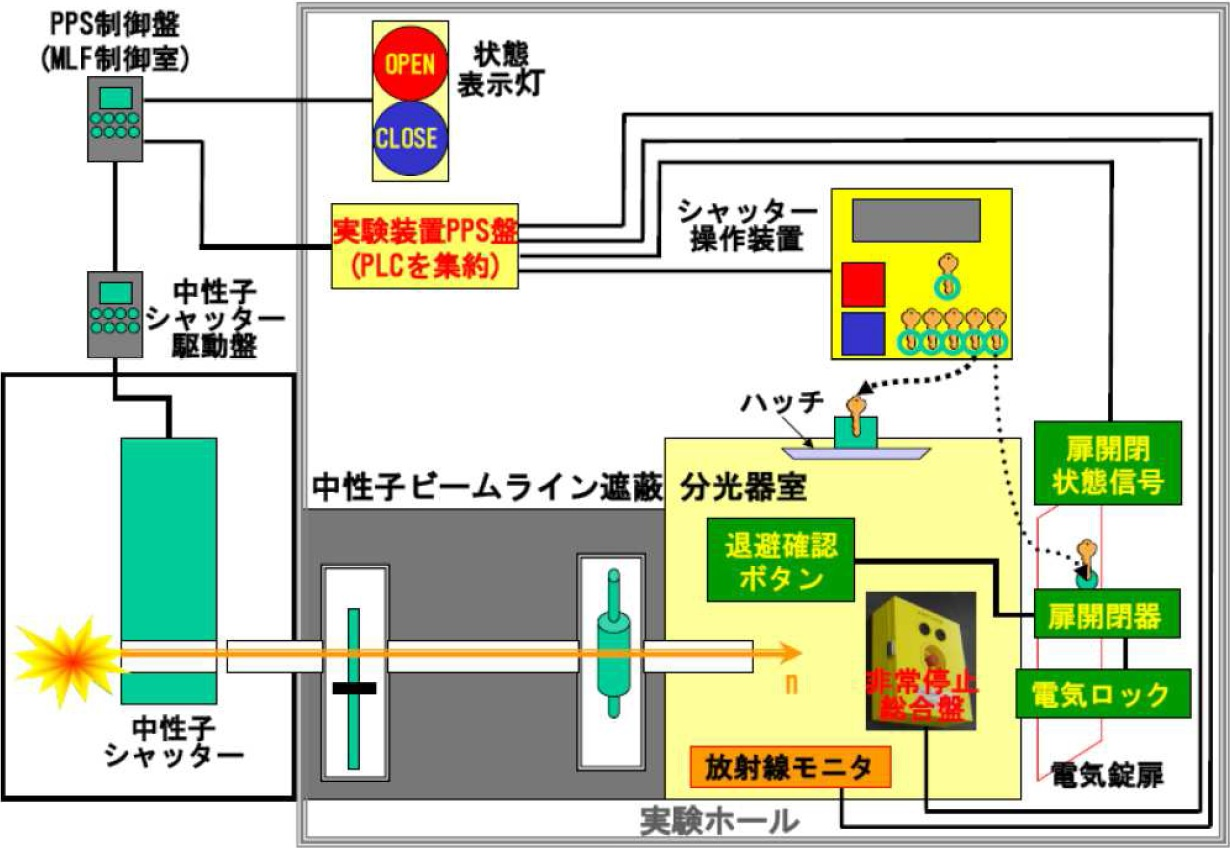 PPS制御盤
(MLF制御室)
OPEN
CLOSE
状態
表示灯
実験装置PPS盤
(PLCを集約)
シャッター
操作装置
中性子
シャッター
駆動盤
ハッチ
扉開閉
状態信号
中性子ビームライン遮蔽
分光器室
退避確認
ボタン
扉開閉器
非常停止
総合盤
n
電気ロック
中性子
シャッター
放射線モニタ
電気錠扉
実験ホール